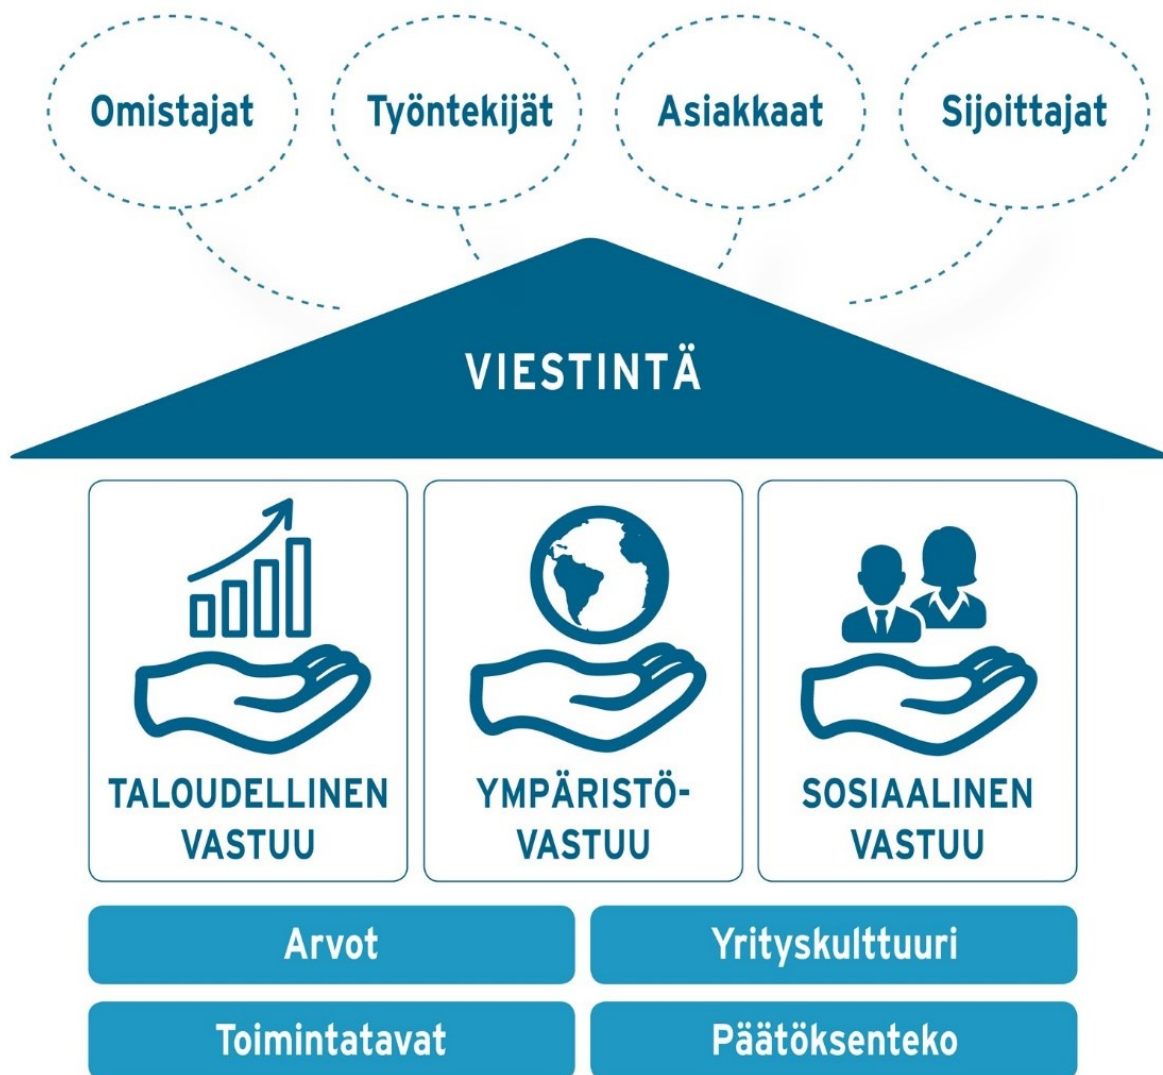 Omistajat
Työntekijät
Asiakkaat
Sijoittajat
VIESTINTÄ
TALOUDELLINEN
VASTUU
YMPÄRISTÖ-
VASTUU
SOSIAALINEN
VASTUU
Arvot
Yrityskulttuuri
Toimintatavat
Päätöksenteko